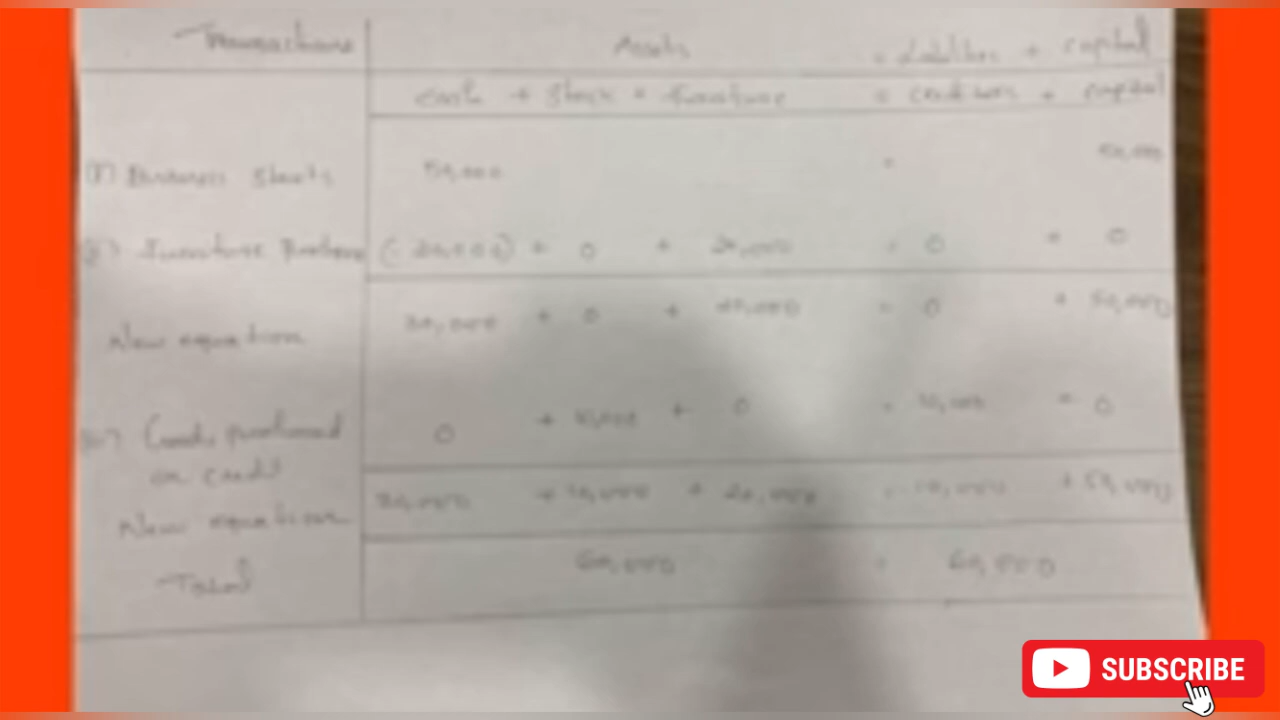 Transactions Assets = Liabilities + capital
Cash + Stock + furniture = creditors + capital
(1) Business Starts 50,000 = 50,000
furniture purchase (-20,000) + 0 + 20,000 = 0 + 0
New equation 30,000 + 0 + 20,000 = 0 + 50,000
Goods purchased 0 + 10,000 + 0 = 10,000 + 0
on credit
New equation 30,000 + 10,000 + 20,000 = 10,000 + 50,000
Total 60,000 = 60,000
SUBSCRIBE